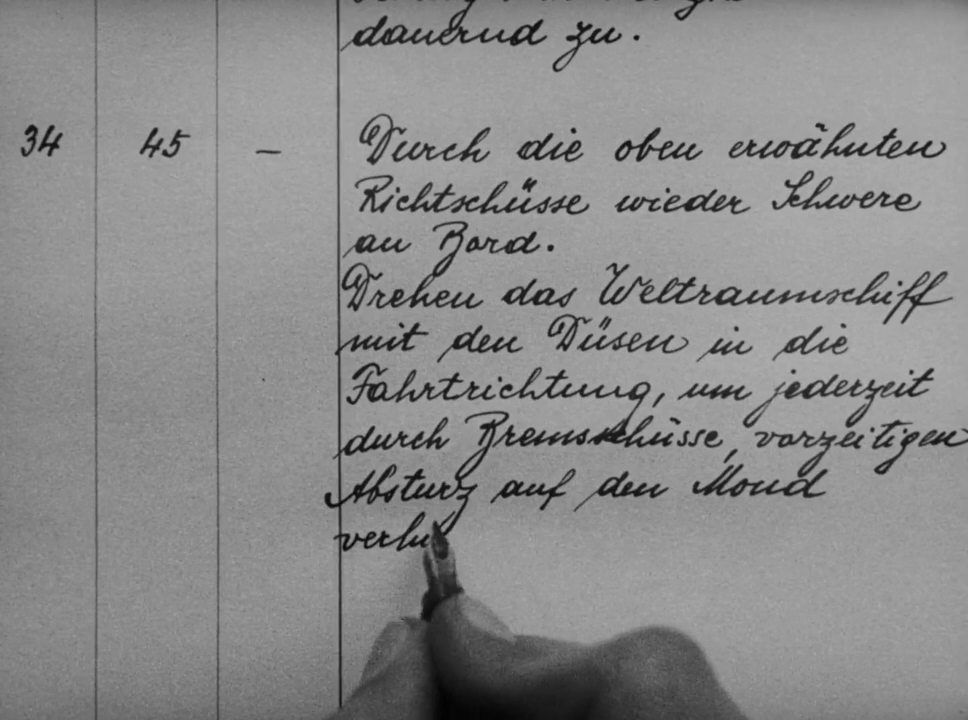 dauernd zu.
34 45 — Durch die oben erwähnten
Richtschüsse wieder Schwere
an Bord.
Drehen das Weltraumschiff
mit den Düsen in die
Fahrtrichtung, um jederzeit
durch Bremsschüsse, vorzeitigen
Absturz auf den Mond
verhi